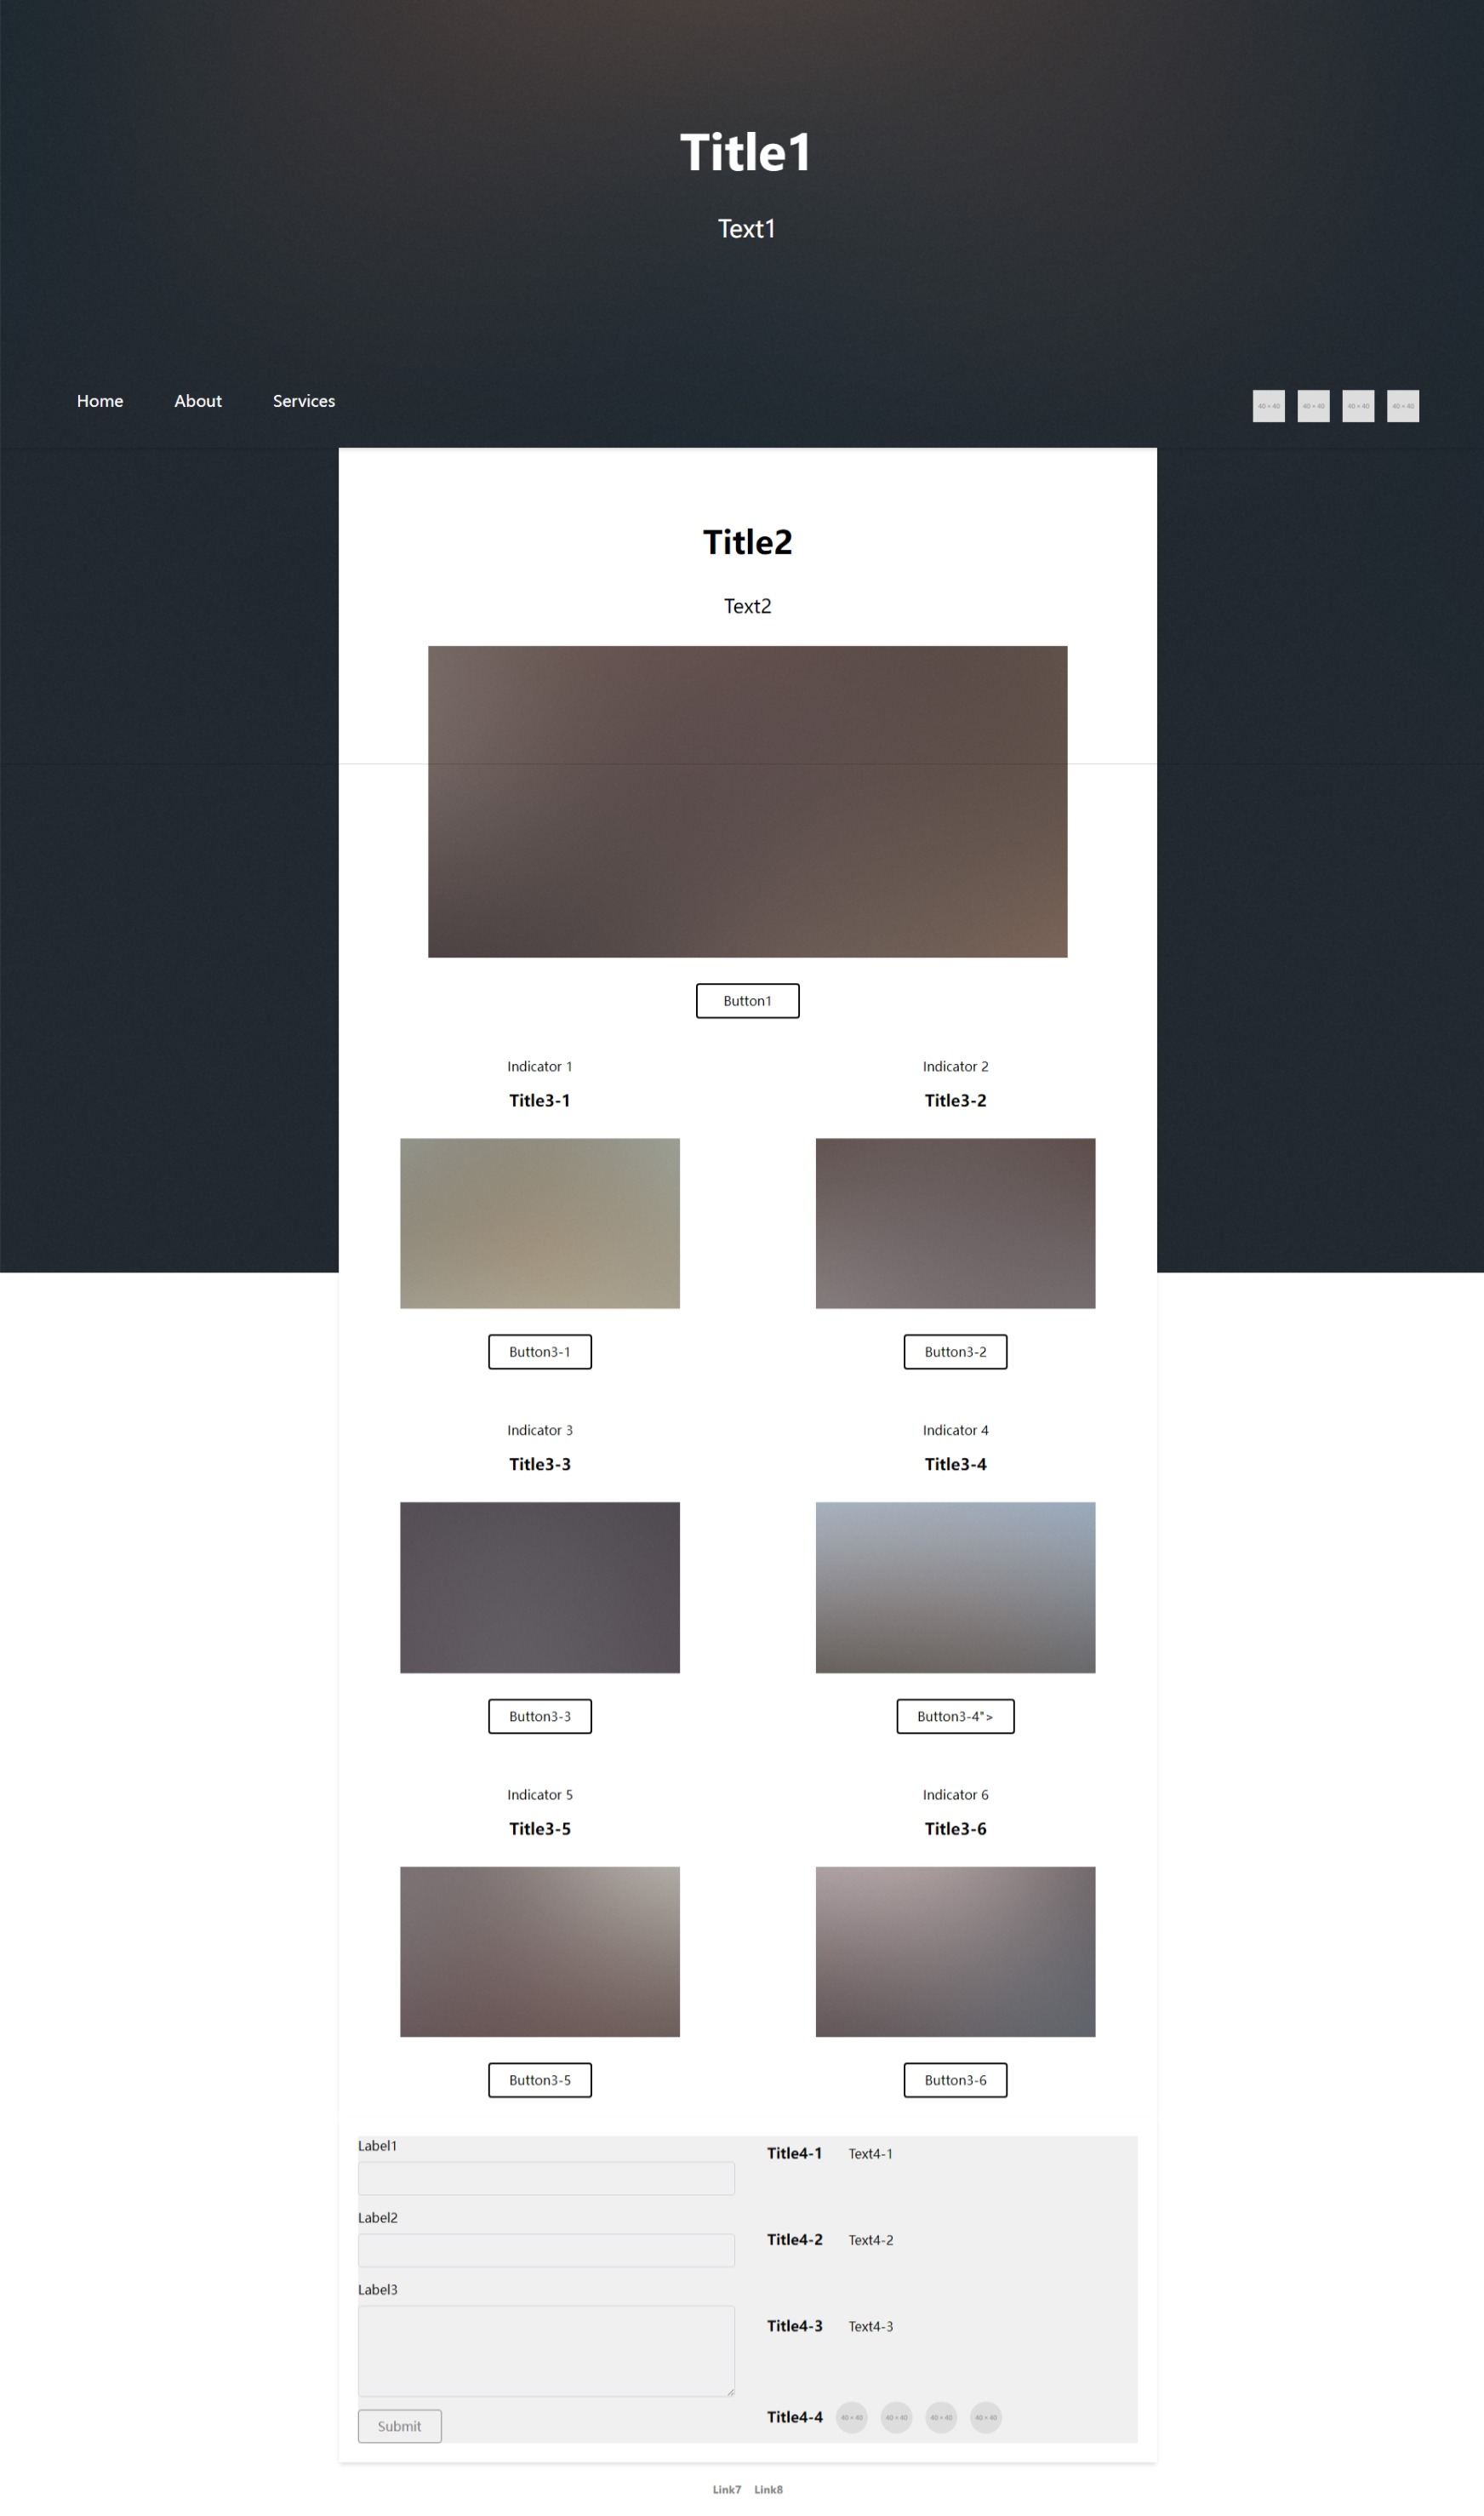 Title1
Text1
Home About Services
40 × 40 40 × 40 40 × 40 40 × 40
Title2
Text2
Button1
Indicator 1 Indicator 2
Title3-1 Title3-2
Button3-1 Button3-2
Indicator 3 Indicator 4
Title3-3 Title3-4
Button3-3 Button3-4">
Indicator 5 Indicator 6
Title3-5 Title3-6
Button3-5 Button3-6
Label1
Label2
Label3
Submit
Title4-1 Text4-1
Title4-2 Text4-2
Title4-3 Text4-3
Title4-4 40 × 40 40 × 40 40 × 40 40 × 40
Link7 Link8